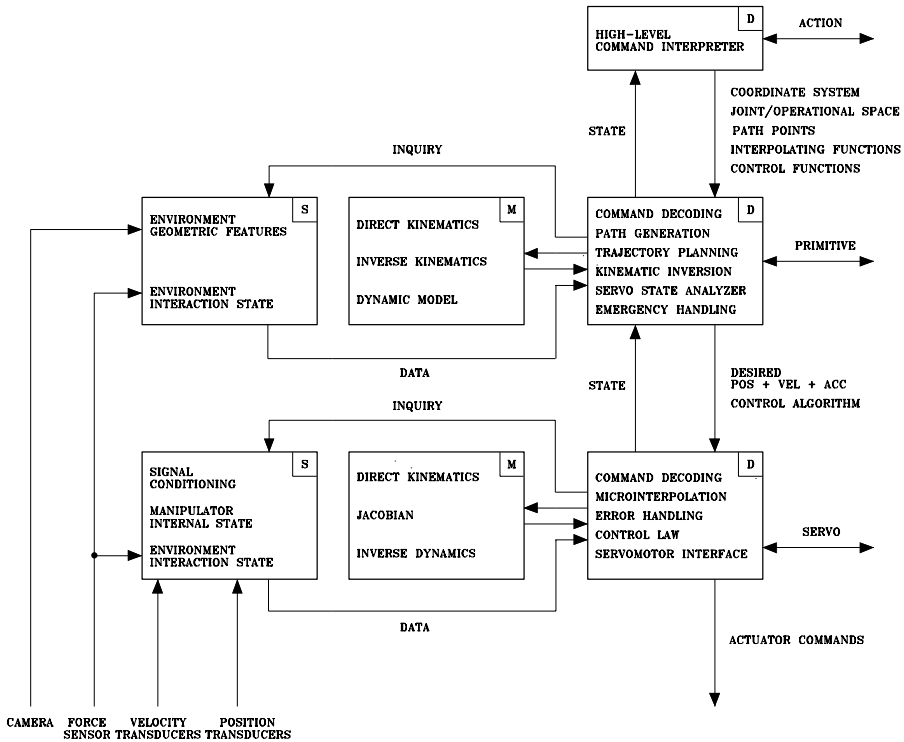 D
HIGH-LEVEL
COMMAND INTERPRETER
ACTION
COORDINATE SYSTEM
JOINT/OPERATIONAL SPACE
PATH POINTS
INTERPOLATING FUNCTIONS
CONTROL FUNCTIONS
STATE
INQUIRY
S
ENVIRONMENT
GEOMETRIC FEATURES
ENVIRONMENT
INTERACTION STATE
M
DIRECT KINEMATICS
INVERSE KINEMATICS
DYNAMIC MODEL
D
COMMAND DECODING
PATH GENERATION
TRAJECTORY PLANNING
KINEMATIC INVERSION
SERVO STATE ANALYZER
EMERGENCY HANDLING
PRIMITIVE
DATA
STATE
DESIRED
POS + VEL + ACC
CONTROL ALGORITHM
INQUIRY
S
SIGNAL
CONDITIONING
MANIPULATOR
INTERNAL STATE
ENVIRONMENT
INTERACTION STATE
M
DIRECT KINEMATICS
JACOBIAN
INVERSE DYNAMICS
D
COMMAND DECODING
MICROINTERPOLATION
ERROR HANDLING
CONTROL LAW
SERVOMOTOR INTERFACE
SERVO
DATA
ACTUATOR COMMANDS
CAMERA
FORCE
SENSOR
VELOCITY
TRANSDUCERS
POSITION
TRANSDUCERS